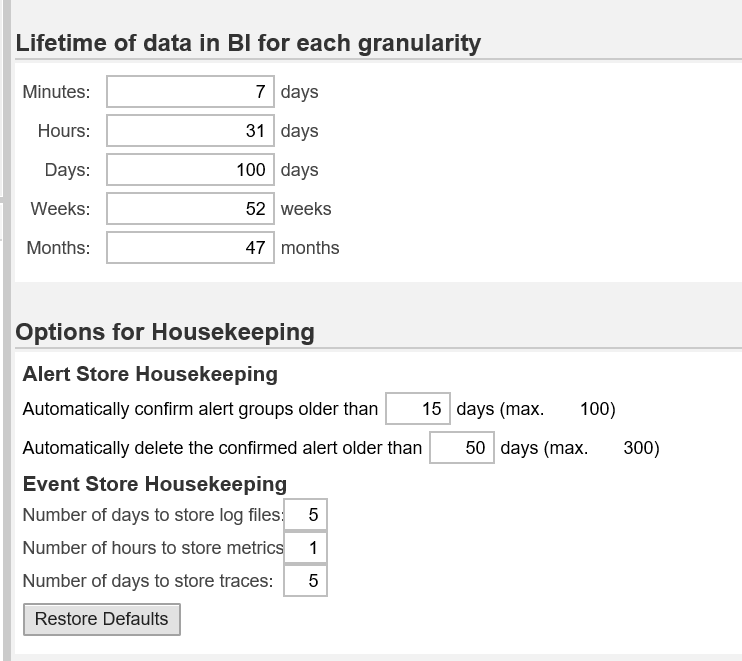 Lifetime of data in BI for each granularity
Minutes: 7 days
Hours: 31 days
Days: 100 days
Weeks: 52 weeks
Months: 47 months
Options for Housekeeping
Alert Store Housekeeping
Automatically confirm alert groups older than 15 days (max. 100)
Automatically delete the confirmed alert older than 50 days (max. 300)
Event Store Housekeeping
Number of days to store log files: 5
Number of hours to store metrics 1
Number of days to store traces: 5
Restore Defaults